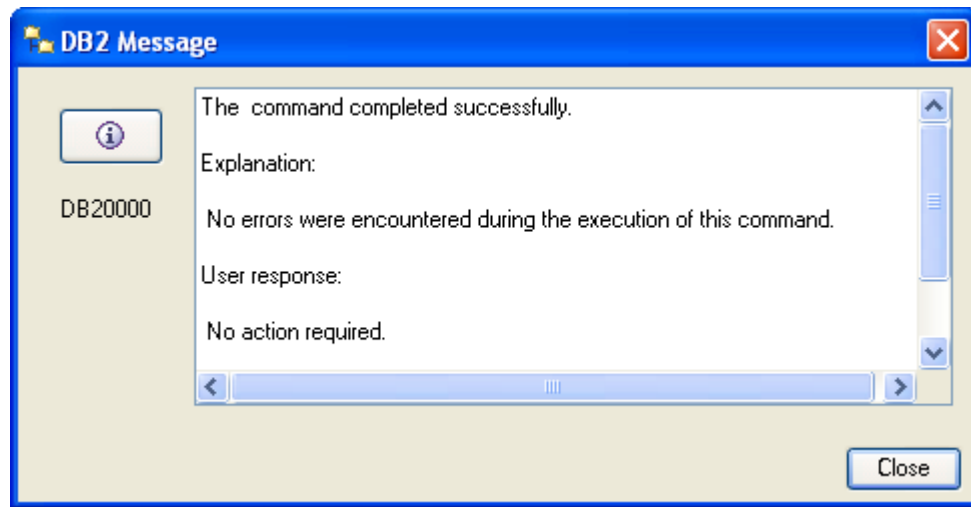 DB2 Message
The  command completed successfully.
Explanation:
No errors were encountered during the execution of this command.
User response:
No action required.
DB20000
Close